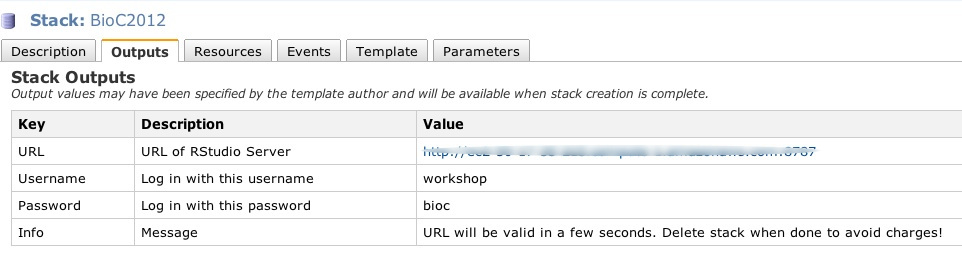 Stack: BioC2012
Description Outputs Resources Events Template Parameters
Stack Outputs
Output values may have been specified by the template author and will be available when stack creation is complete.
Key Description Value
URL URL of RStudio Server
Username Log in with this username workshop
Password Log in with this password bioc
Info Message URL will be valid in a few seconds. Delete stack when done to avoid charges!